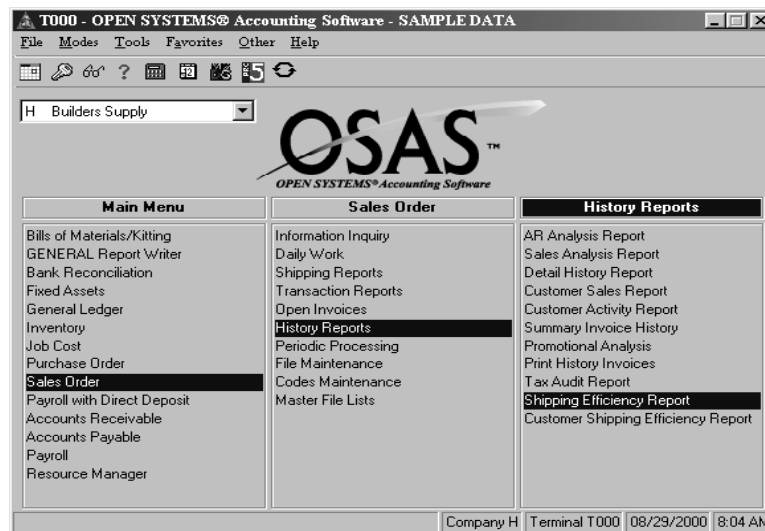 T000 - OPEN SYSTEMS® Accounting Software - SAMPLE DATA
File Modes Tools Favorites Other Help
H Builders Supply
OSAS™
OPEN SYSTEMS® Accounting Software
Main Menu
Bills of Materials/Kitting
GENERAL Report Writer
Bank Reconciliation
Fixed Assets
General Ledger
Inventory
Job Cost
Purchase Order
Sales Order
Payroll with Direct Deposit
Accounts Receivable
Accounts Payable
Payroll
Resource Manager
Sales Order
Information Inquiry
Daily Work
Shipping Reports
Transaction Reports
Open Invoices
History Reports
Periodic Processing
File Maintenance
Codes Maintenance
Master File Lists
History Reports
AR Analysis Report
Sales Analysis Report
Detail History Report
Customer Sales Report
Customer Activity Report
Summary Invoice History
Promotional Analysis
Print History Invoices
Tax Audit Report
Shipping Efficiency Report
Customer Shipping Efficiency Report
Company H Terminal T000 08/29/2000 8:04 AM